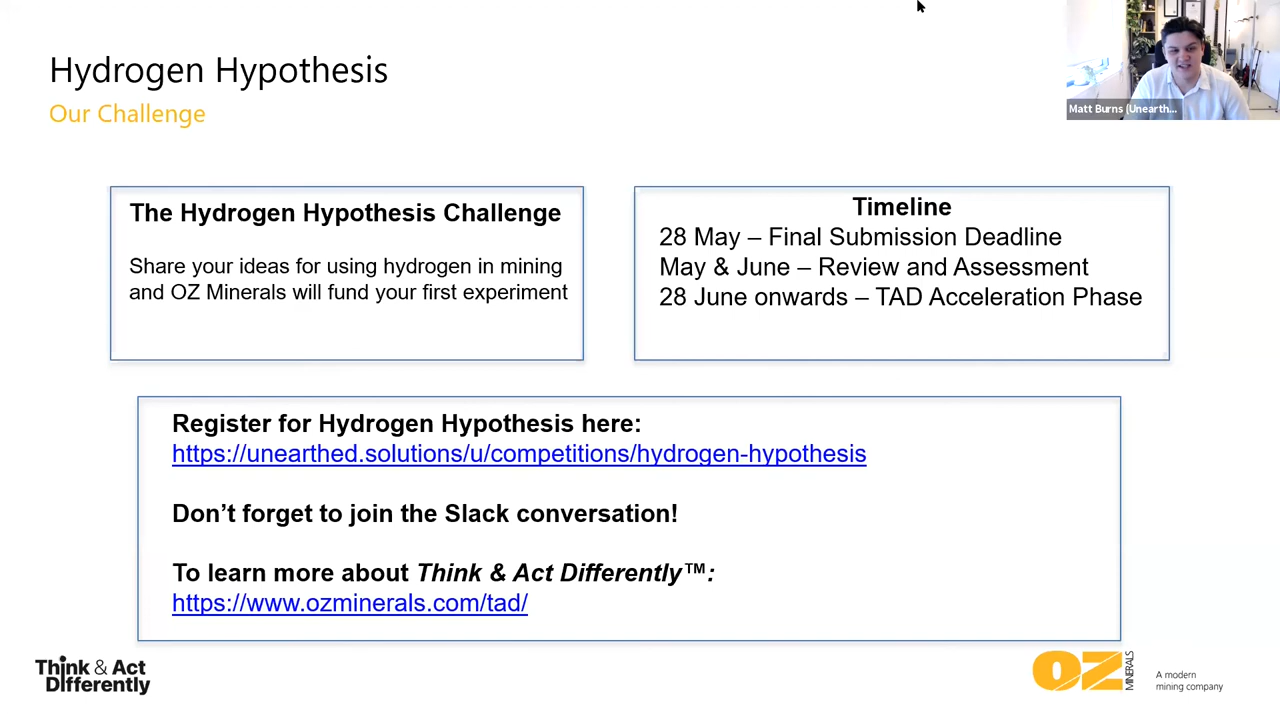 Hydrogen Hypothesis
Our Challenge
Matt Burns (Unearth...
The Hydrogen Hypothesis Challenge
Share your ideas for using hydrogen in mining
and OZ Minerals will fund your first experiment
Timeline
28 May – Final Submission Deadline
May & June – Review and Assessment
28 June onwards – TAD Acceleration Phase
Register for Hydrogen Hypothesis here:
https://unearthed.solutions/u/competitions/hydrogen-hypothesis
Don’t forget to join the Slack conversation!
To learn more about Think & Act Differently™:
https://www.ozminerals.com/tad/
Think & Act
Differently
OZ MINERALS
A modern
mining company